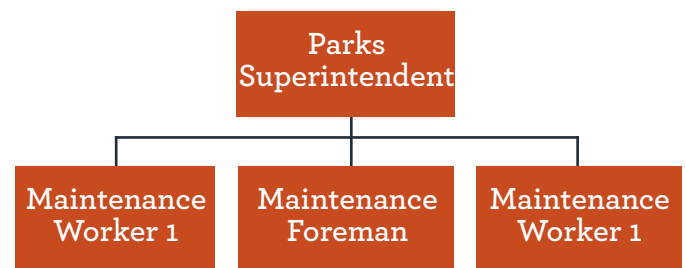 Parks
Superintendent
Maintenance
Worker 1
Maintenance
Foreman
Maintenance
Worker 1